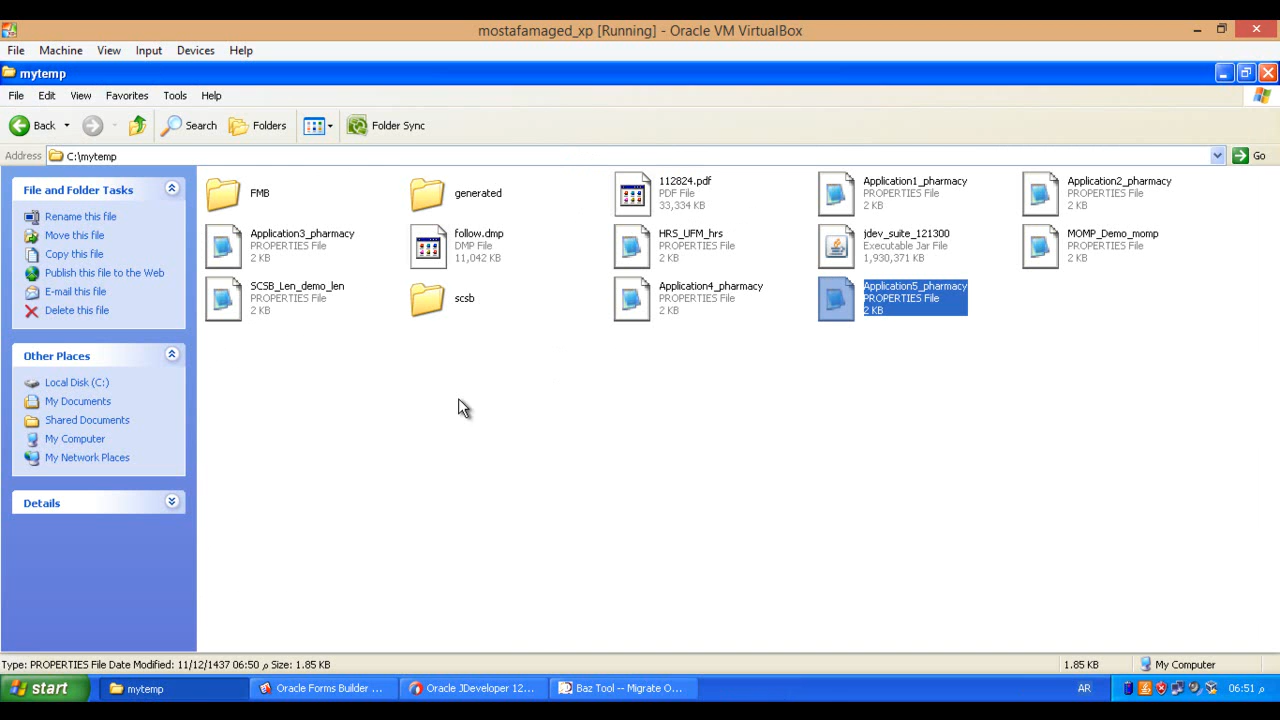 mostafamaged_xp [Running] - Oracle VM VirtualBox
File Machine View Input Devices Help
mytemp
File Edit View Favorites Tools Help
Back Search Folders Folder Sync
Address C:\mytemp Go
File and Folder Tasks
Rename this file
Move this file
Copy this file
Publish this file to the Web
E-mail this file
Delete this file
Other Places
Local Disk (C:)
My Documents
Shared Documents
My Computer
My Network Places
Details
FMB
generated
112824.pdf
PDF File
33,334 KB
Application1_pharmacy
PROPERTIES File
2 KB
Application2_pharmacy
PROPERTIES File
2 KB
Application3_pharmacy
PROPERTIES File
2 KB
follow.dmp
DMP File
11,042 KB
HRS_UFM_hrs
PROPERTIES File
2 KB
jdev_suite_121300
Executable Jar File
1,930,371 KB
MOMP_Demo_momp
PROPERTIES File
2 KB
SCSB_Len_demo_len
PROPERTIES File
2 KB
scsb
Application4_pharmacy
PROPERTIES File
2 KB
Application5_pharmacy
PROPERTIES File
2 KB
Type: PROPERTIES File Date Modified: 11/12/1437 06:50 م Size: 1.85 KB 1.85 KB My Computer
start mytemp Oracle Forms Builder ... Oracle JDeveloper 12... Baz Tool -- Migrate O... AR 06:51 م